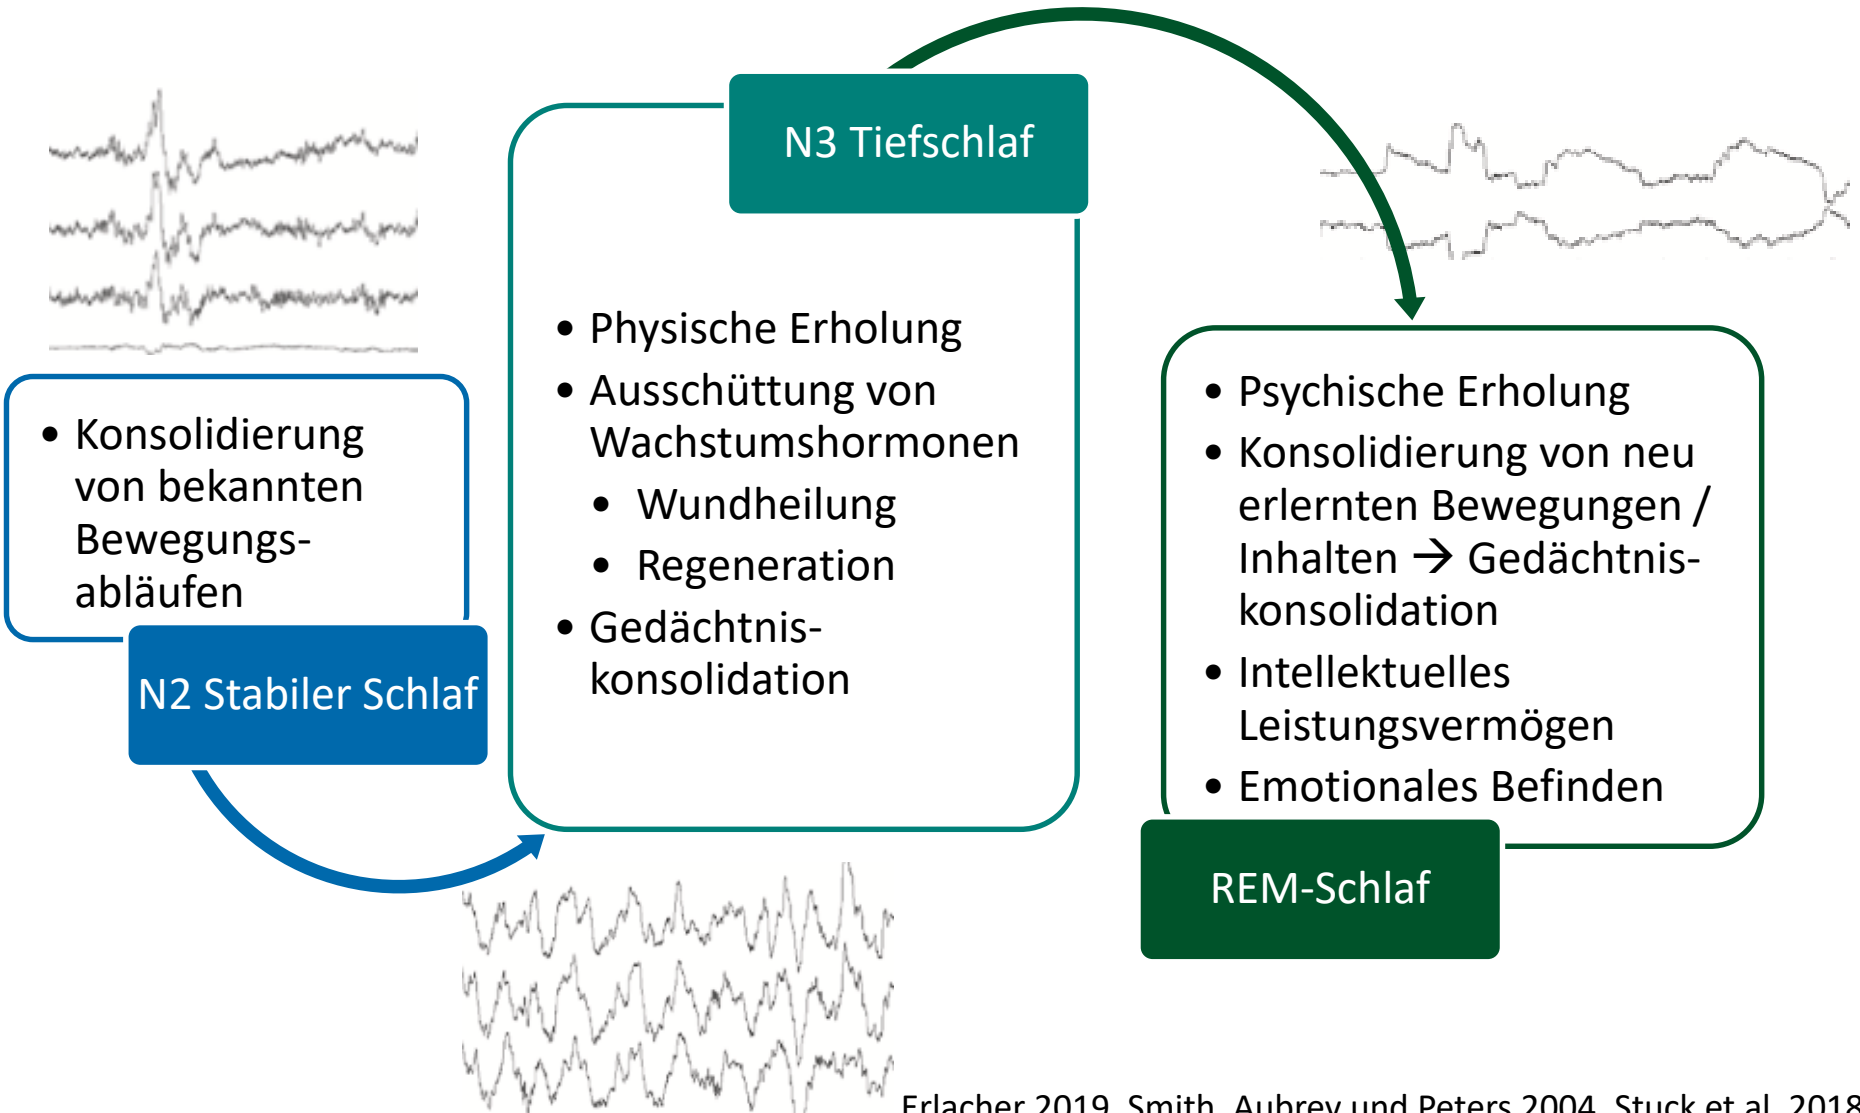 • Konsolidierung
von bekannten
Bewegungs-
abläufen
N2 Stabiler Schlaf
N3 Tiefschlaf
• Physische Erholung
• Ausschüttung von
Wachstumshormonen
• Wundheilung
• Regeneration
• Gedächtnis-
konsolidation
• Psychische Erholung
• Konsolidierung von neu
erlernten Bewegungen /
Inhalten → Gedächtnis-
konsolidation
• Intellektuelles
Leistungsvermögen
• Emotionales Befinden
REM-Schlaf
Erlacher 2019, Smith, Aubrey und Peters 2004, Stuck et al. 2018